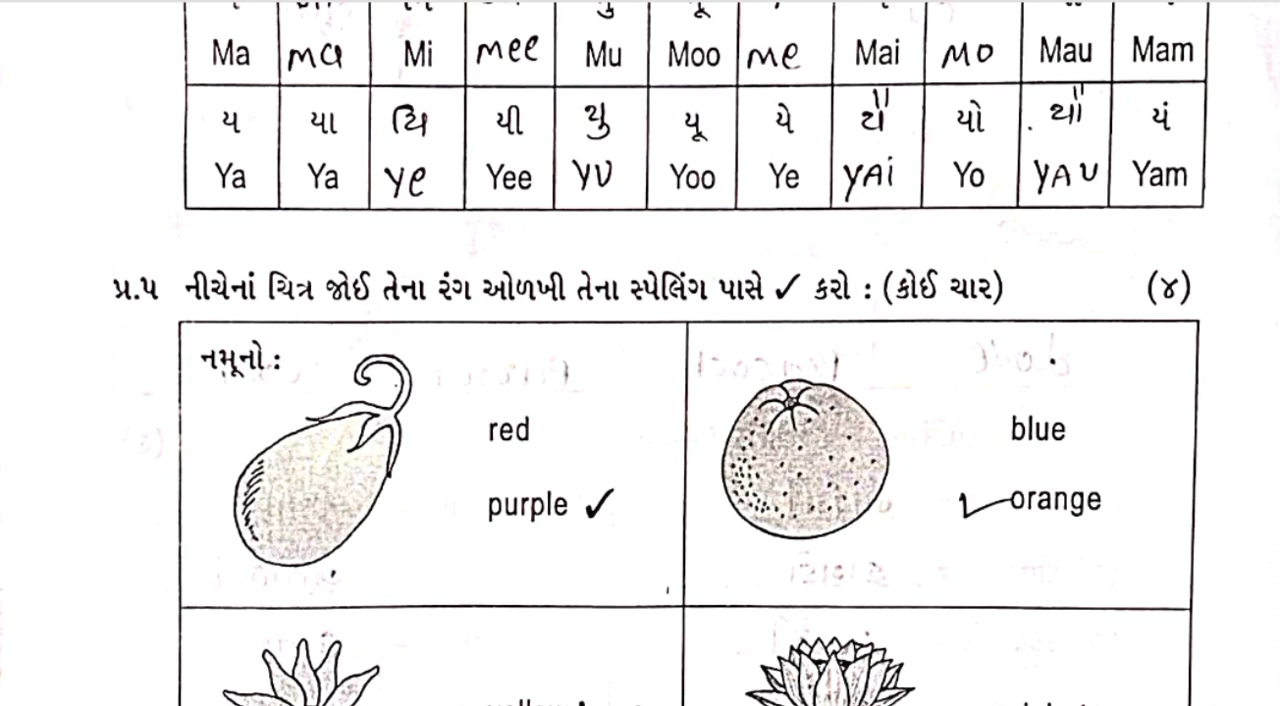 Ma ma Mi mee Mu Moo me Mai Mo Mau Mam
ય યા યિ યી યુ યૂ યે યૈ યો યૌ યં
Ya Ya ye Yee YU Yoo Ye YAi Yo YAU Yam
પ્ર.૫ નીચેનાં ચિત્ર જોઈ તેના રંગ ઓળખી તેના સ્પેલિંગ પાસે ✓ કરો : (કોઈ ચાર) (૪)
નમૂનો :
red blue
purple ✓ ✓ orange